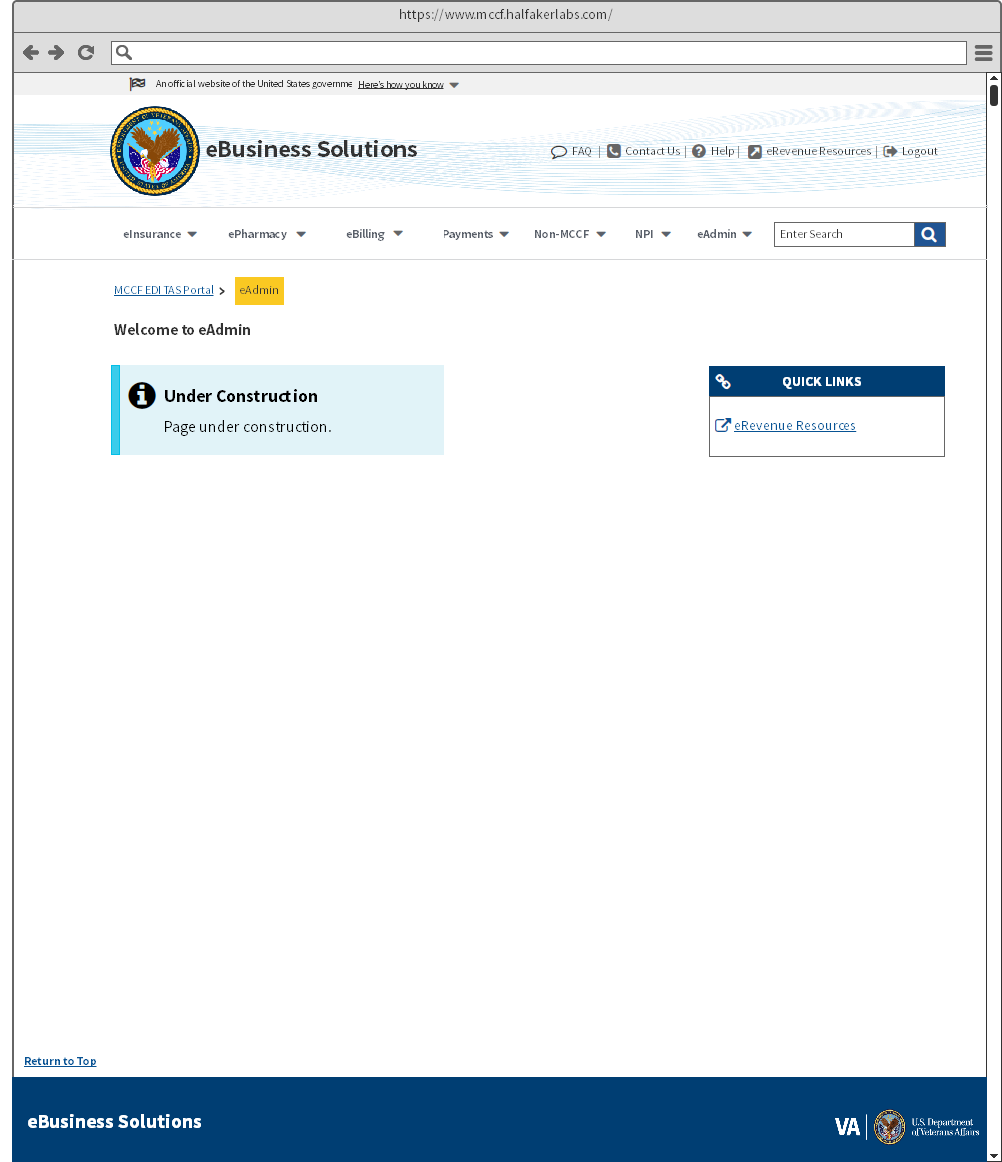 https://www.mccf.halfakerlabs.com/
An official website of the United States governme Here's how you know
eBusiness Solutions
FAQ | Contact Us | Help | eRevenue Resources | Logout
eInsurance ePharmacy eBilling Payments Non-MCCF NPI eAdmin Enter Search
MCCF EDI TAS Portal > eAdmin
Welcome to eAdmin
Under Construction
Page under construction.
QUICK LINKS
eRevenue Resources
Return to Top
eBusiness Solutions
VA | U.S. Department
of Veterans Affairs